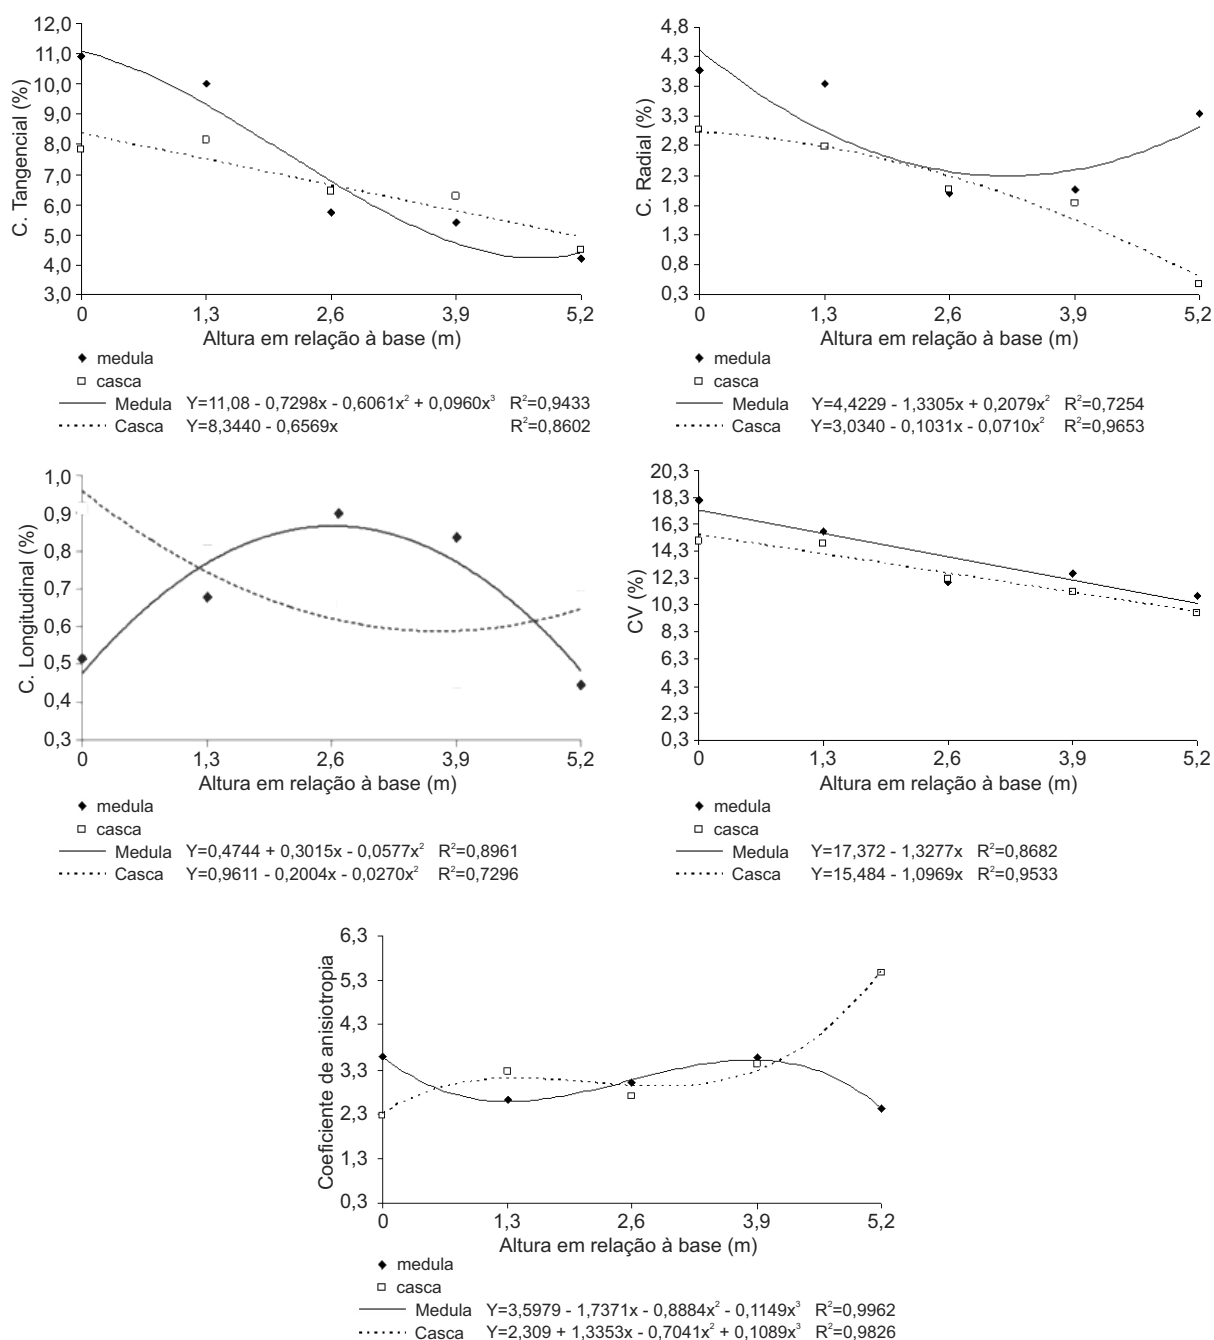 C. Tangencial (%)
12,0
11,0
10,0
9,0
8,0
7,0
6,0
5,0
4,0
3,0
0 1,3 2,6 3,9 5,2
Altura em relação à base (m)
medula
casca
Medula Y=11,08 - 0,7298x - 0,6061x² + 0,0960x³ R²=0,9433
Casca Y=8,3440 - 0,6569x R²=0,8602
C. Radial (%)
4,8
4,3
3,8
3,3
2,8
2,3
1,8
1,3
0,8
0,3
0 1,3 2,6 3,9 5,2
Altura em relação à base (m)
medula
casca
Medula Y=4,4229 - 1,3305x + 0,2079x² R²=0,7254
Casca Y=3,0340 - 0,1031x - 0,0710x² R²=0,9653
C. Longitudinal (%)
1,0
0,9
0,8
0,7
0,6
0,5
0,4
0,3
0 1,3 2,6 3,9 5,2
Altura em relação à base (m)
medula
casca
Medula Y=0,4744 + 0,3015x - 0,0577x² R²=0,8961
Casca Y=0,9611 - 0,2004x - 0,0270x² R²=0,7296
CV (%)
20,3
18,3
16,3
14,3
12,3
10,3
8,3
6,3
4,3
2,3
0,3
0 1,3 2,6 3,9 5,2
Altura em relação à base (m)
medula
casca
Medula Y=17,372 - 1,3277x R²=0,8682
Casca Y=15,484 - 1,0969x R²=0,9533
Coeficiente de anisiotropia
6,3
5,3
4,3
3,3
2,3
1,3
0,3
0 1,3 2,6 3,9 5,2
Altura em relação à base (m)
medula
casca
Medula Y=3,5979 - 1,7371x - 0,8884x² - 0,1149x³ R²=0,9962
Casca Y=2,309 + 1,3353x - 0,7041x² + 0,1089x³ R²=0,9826